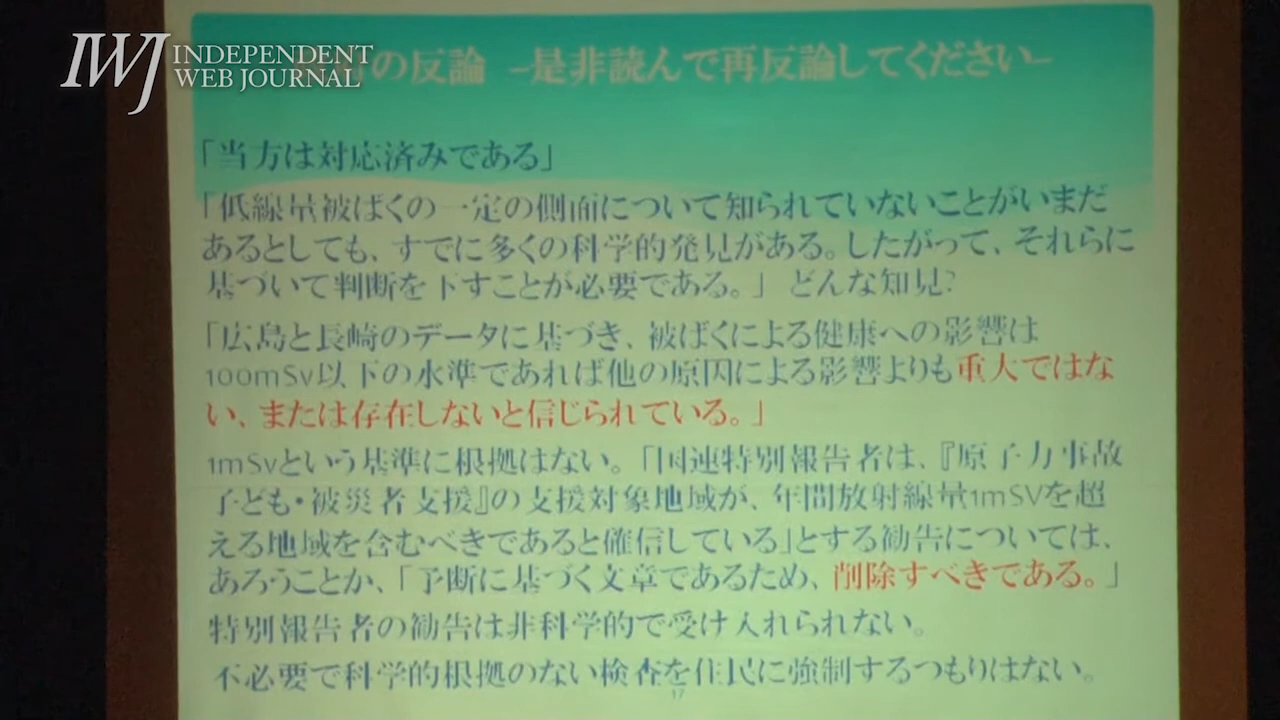 IWJ INDEPENDENT
WEB JOURNAL
の反論 –是非読んで再反論してください–
「当方は対応済みである」
「低線量被ばくの一定の側面について知られていないことがいまだ
あるとしても、すでに多くの科学的発見がある。したがって、それらに
基づいて判断を下すことが必要である。」 どんな知見?
「広島と長崎のデータに基づき、被ばくによる健康への影響は
100mSv以下の水準であれば他の原因による影響よりも重大ではな
い、または存在しないと信じられている。」
1mSvという基準に根拠はない。「国連特別報告者は、『原子力事故
子ども・被災者支援』の支援対象地域が、年間放射線量1mSVを超
える地域を含むべきであると確信している」とする勧告については、
あろうことか、「予断に基づく文章であるため、削除すべきである。」
特別報告者の勧告は非科学的で受け入れられない。
不必要で科学的根拠のない検査を住民に強制するつもりはない。
17